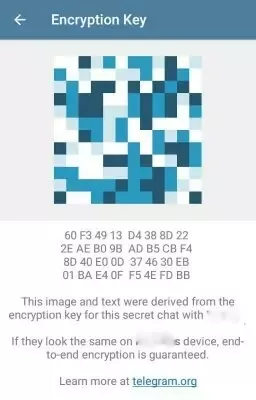 Encryption Key
60 F3 49 13 D4 38 8D 22
2E AE B0 9B AD B5 CB F4
8D 40 E0 0D 37 46 30 EB
01 BA E4 0F F5 4E FD BB
This image and text were derived from the
encryption key for this secret chat with
If they look the same on device, end-
to-end encryption is guaranteed.
Learn more at telegram.org